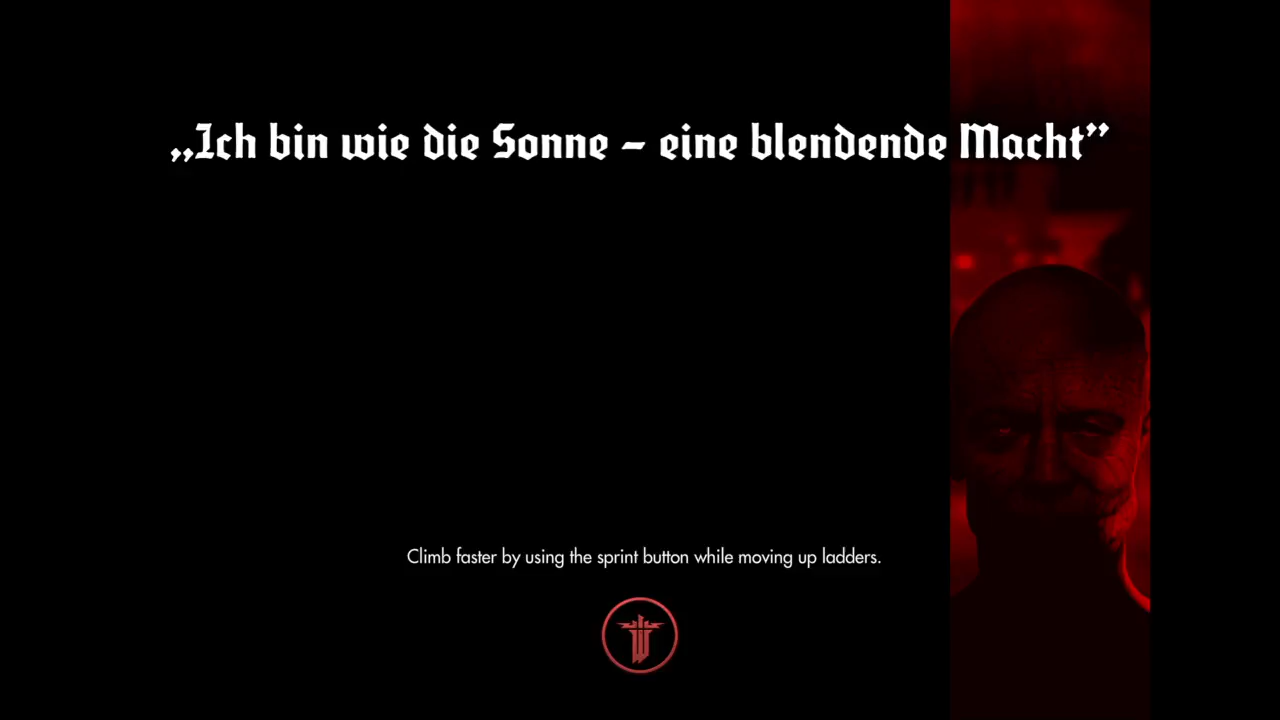 „Ich bin wie die Sonne – eine blendende Macht”
Climb faster by using the sprint button while moving up ladders.